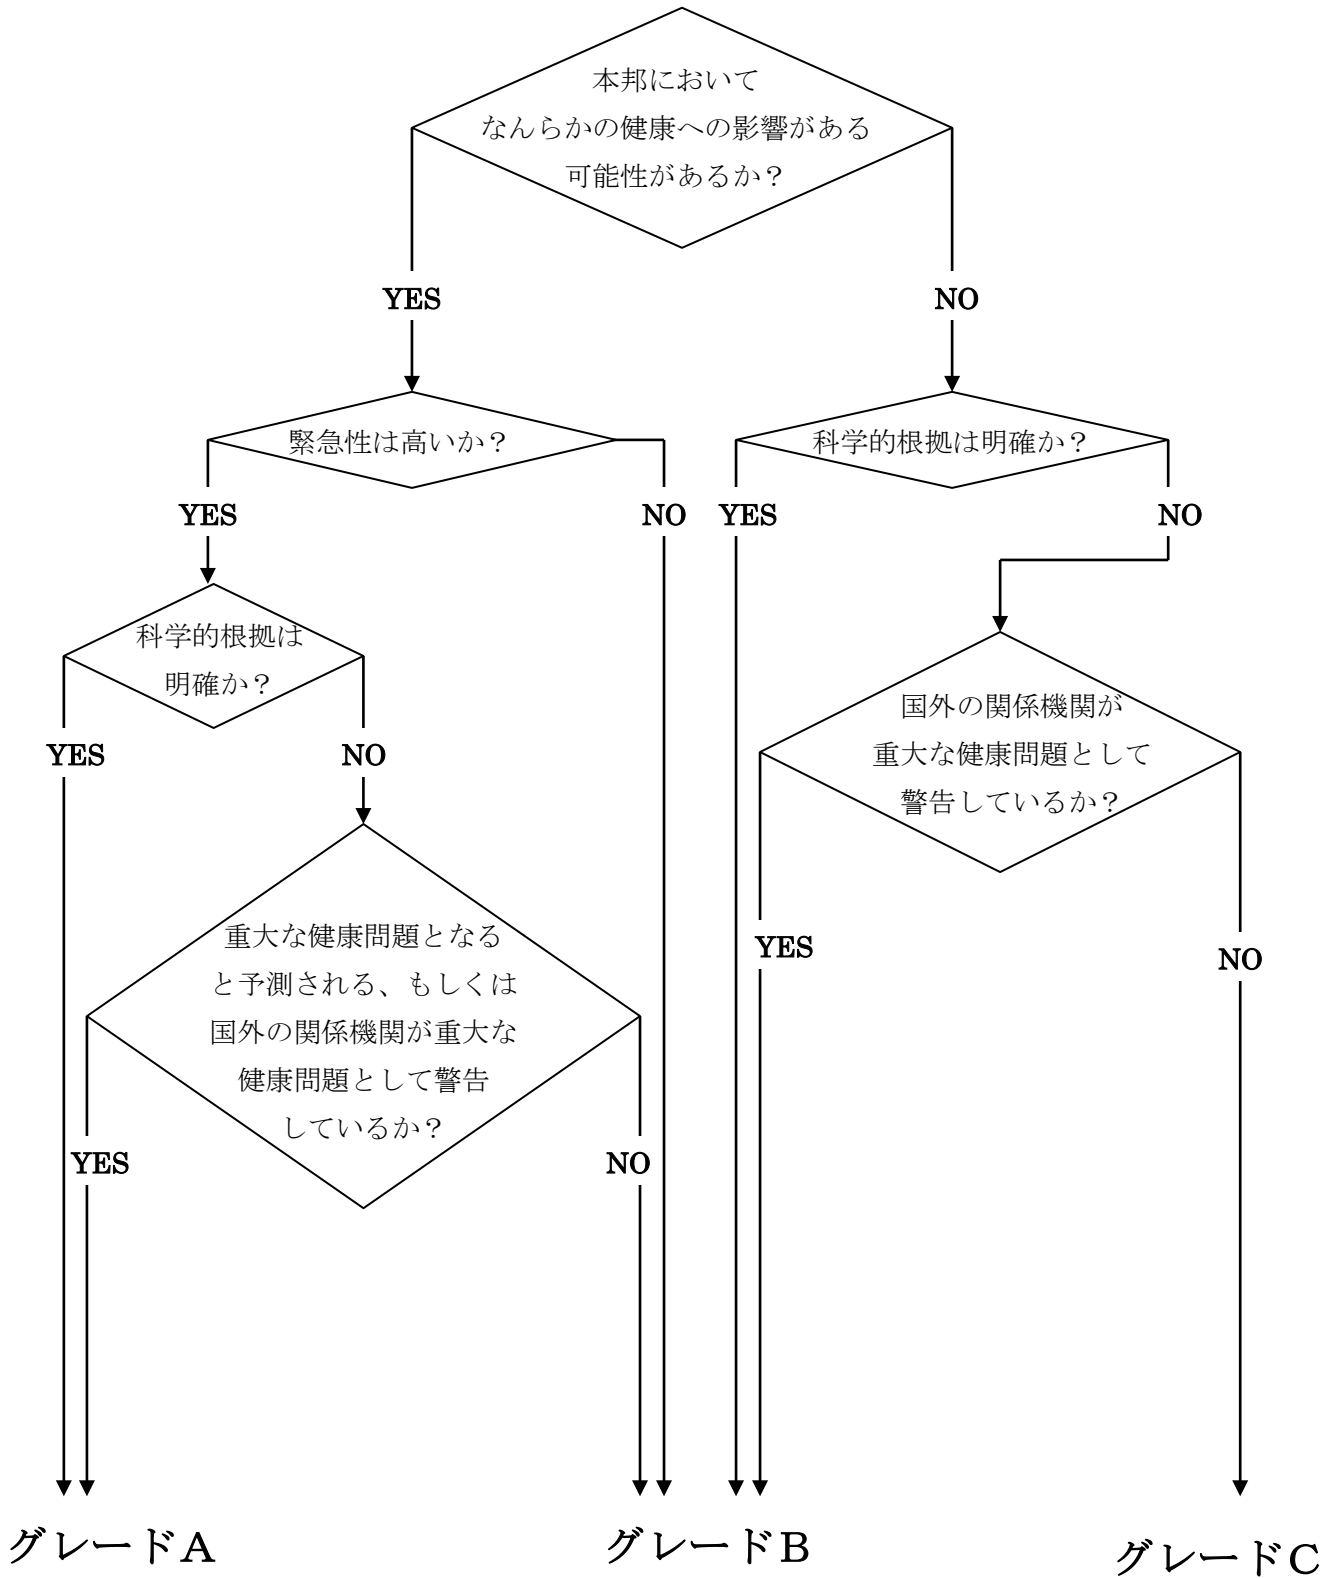 本邦において
なんらかの健康への影響がある
可能性があるか？
YES
NO
緊急性は高いか？
科学的根拠は明確か？
YES
NO
YES
NO
科学的根拠は
明確か？
YES
NO
国外の関係機関が
重大な健康問題として
警告しているか？
YES
NO
重大な健康問題となる
と予測される、もしくは
国外の関係機関が重大な
健康問題として警告
しているか？
YES
NO
グレードA
グレードB
グレードC